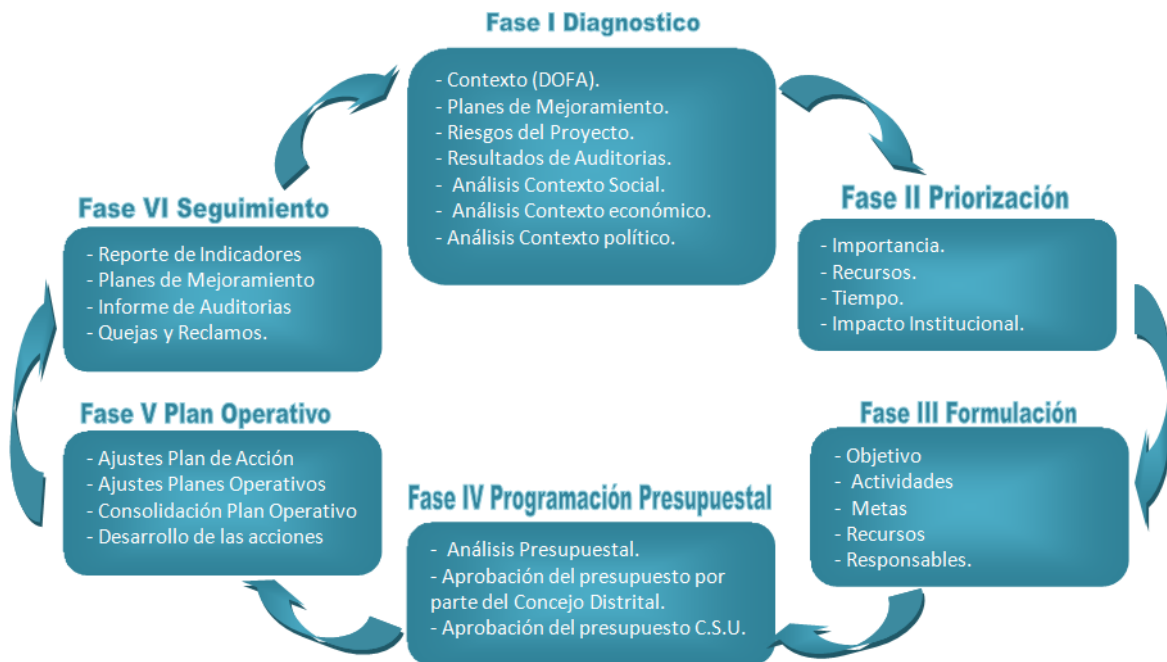 Fase I Diagnostico
- Contexto (DOFA).
- Planes de Mejoramiento.
- Riesgos del Proyecto.
- Resultados de Auditorias.
- Análisis Contexto Social.
- Análisis Contexto económico.
- Análisis Contexto político.
Fase II Priorización
- Importancia.
- Recursos.
- Tiempo.
- Impacto Institucional.
Fase III Formulación
- Objetivo
- Actividades
- Metas
- Recursos
- Responsables.
Fase IV Programación Presupuestal
- Análisis Presupuestal.
- Aprobación del presupuesto por
parte del Concejo Distrital.
- Aprobación del presupuesto C.S.U.
Fase V Plan Operativo
- Ajustes Plan de Acción
- Ajustes Planes Operativos
- Consolidación Plan Operativo
- Desarrollo de las acciones
Fase VI Seguimiento
- Reporte de Indicadores
- Planes de Mejoramiento
- Informe de Auditorias
- Quejas y Reclamos.